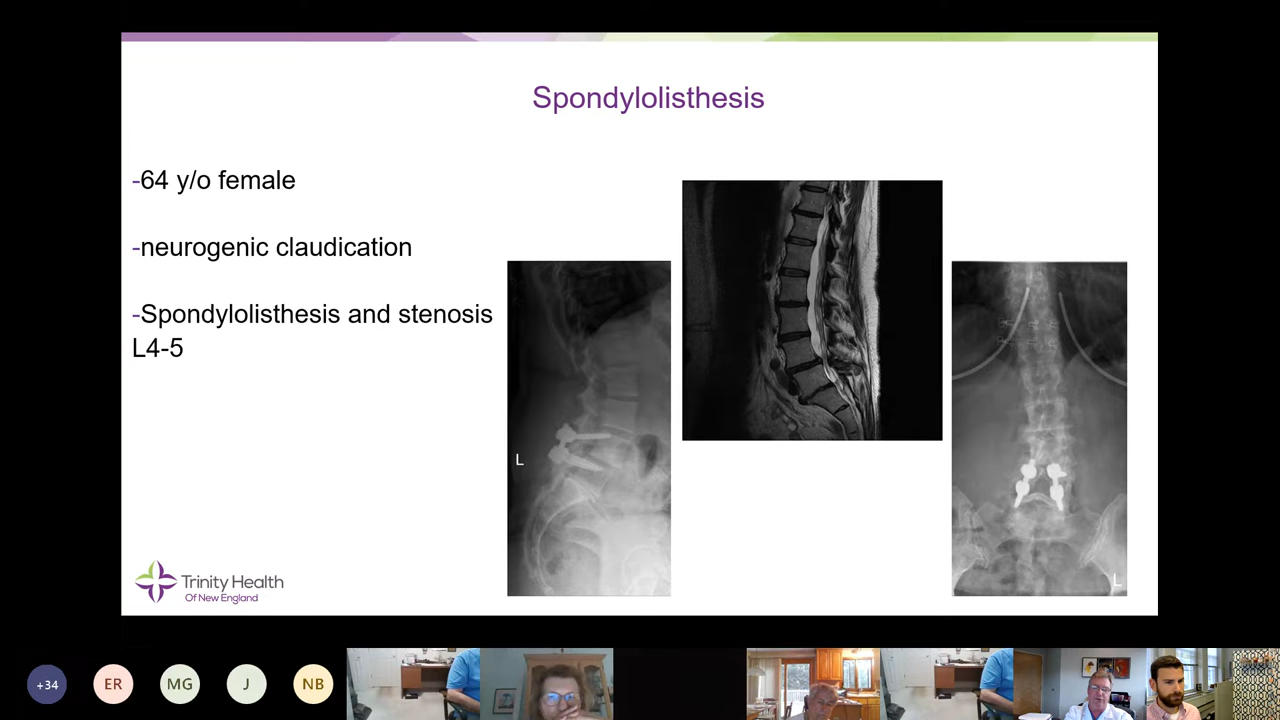 Spondylolisthesis
-64 y/o female
-neurogenic claudication
-Spondylolisthesis and stenosis
L4-5
L
L
Trinity Health
Of New England
+34
ER
MG
J
NB